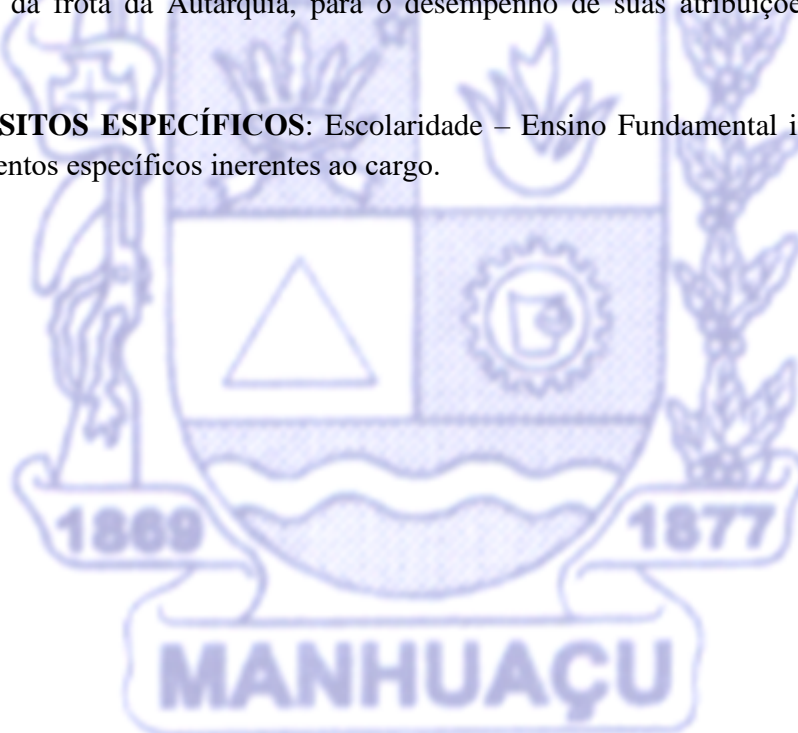 da frota da Autarquia, para o desempenho de suas atribuiçõe
SITOS ESPECÍFICOS: Escolaridade – Ensino Fundamental i
entos específicos inerentes ao cargo.
1869
1877
MANHUAÇU